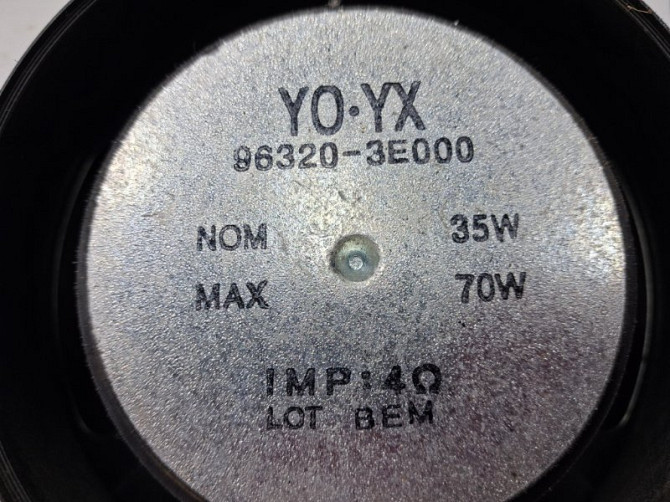 YO·YX
96320-3E000
NOM 35W
MAX 70W
IMP:4Ω
LOT BEM